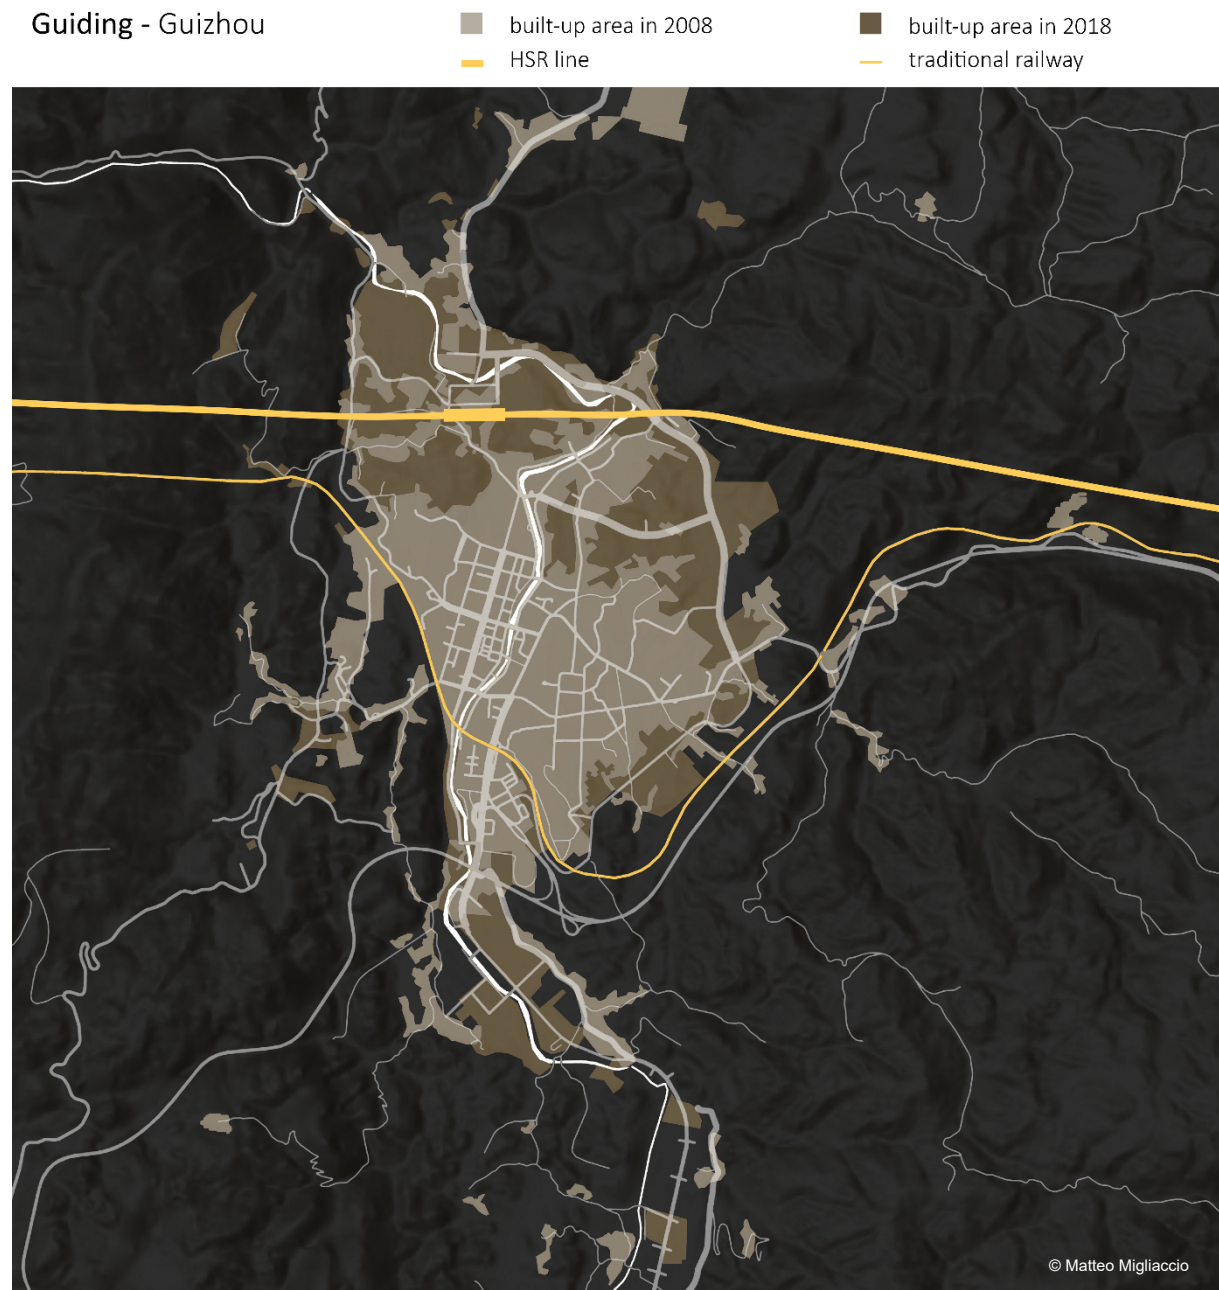 Guiding - Guizhou
built-up area in 2008
built-up area in 2018
HSR line
traditional railway
© Matteo Migliaccio